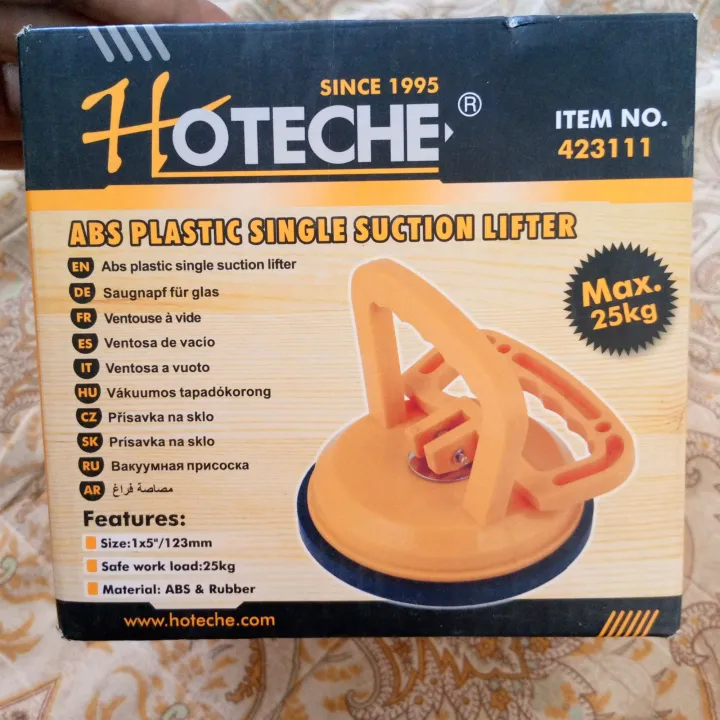 SINCE 1995
HOTECHE®
ITEM NO.
423111
ABS PLASTIC SINGLE SUCTION LIFTER
EN Abs plastic single suction lifter
DE Saugnapf für glas
FR Ventouse à vide
ES Ventosa de vacío
IT Ventosa a vuoto
HU Vákuumos tapadókorong
CZ Přísavka na sklo
SK Prísavka na sklo
RU Вакуумная присоска
AR مصاصة فراغ
Max.
25kg
Features:
Size:1x5"/123mm
Safe work load:25kg
Material: ABS & Rubber
www.hoteche.com